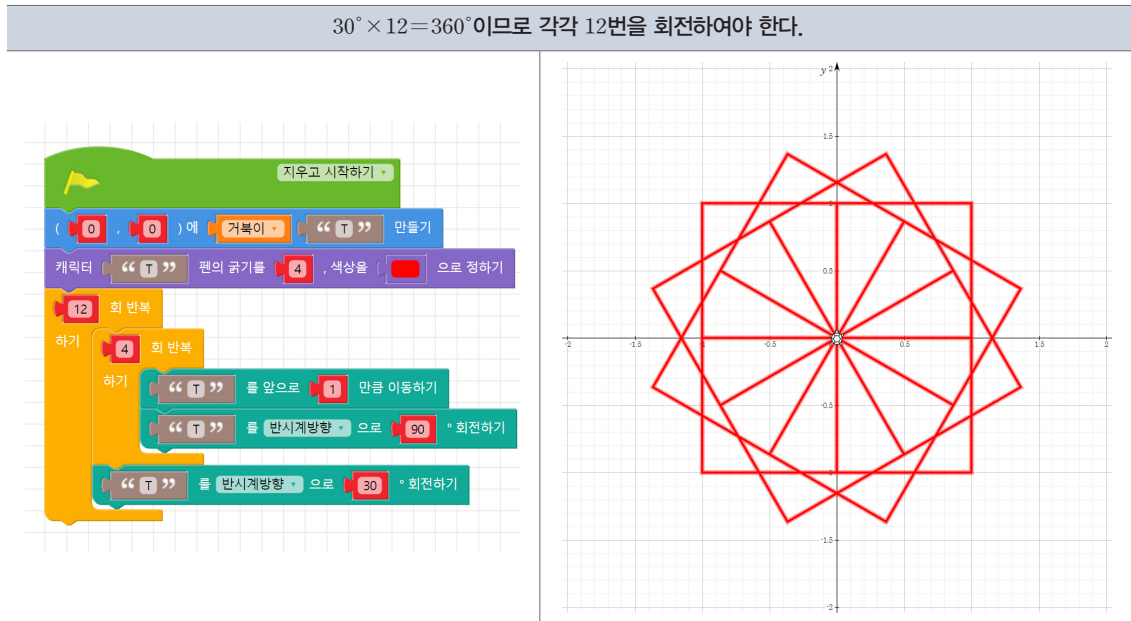 30°×12=360°이므로 각각 12번을 회전하여야 한다.
지우고 시작하기
( 0 , 0 ) 에 거북이 “ T ” 만들기
캐릭터 “ T ” 펜의 굵기를 4 , 색상을 으로 정하기
12 회 반복
하기
4 회 반복
하기
“ T ” 를 앞으로 1 만큼 이동하기
“ T ” 를 반시계방향 으로 90 ° 회전하기
“ T ” 를 반시계방향 으로 30 ° 회전하기
y
2
1.5
0.5
-2 -0.5 0.5 1.5 2
-0.5
-1.5
-2